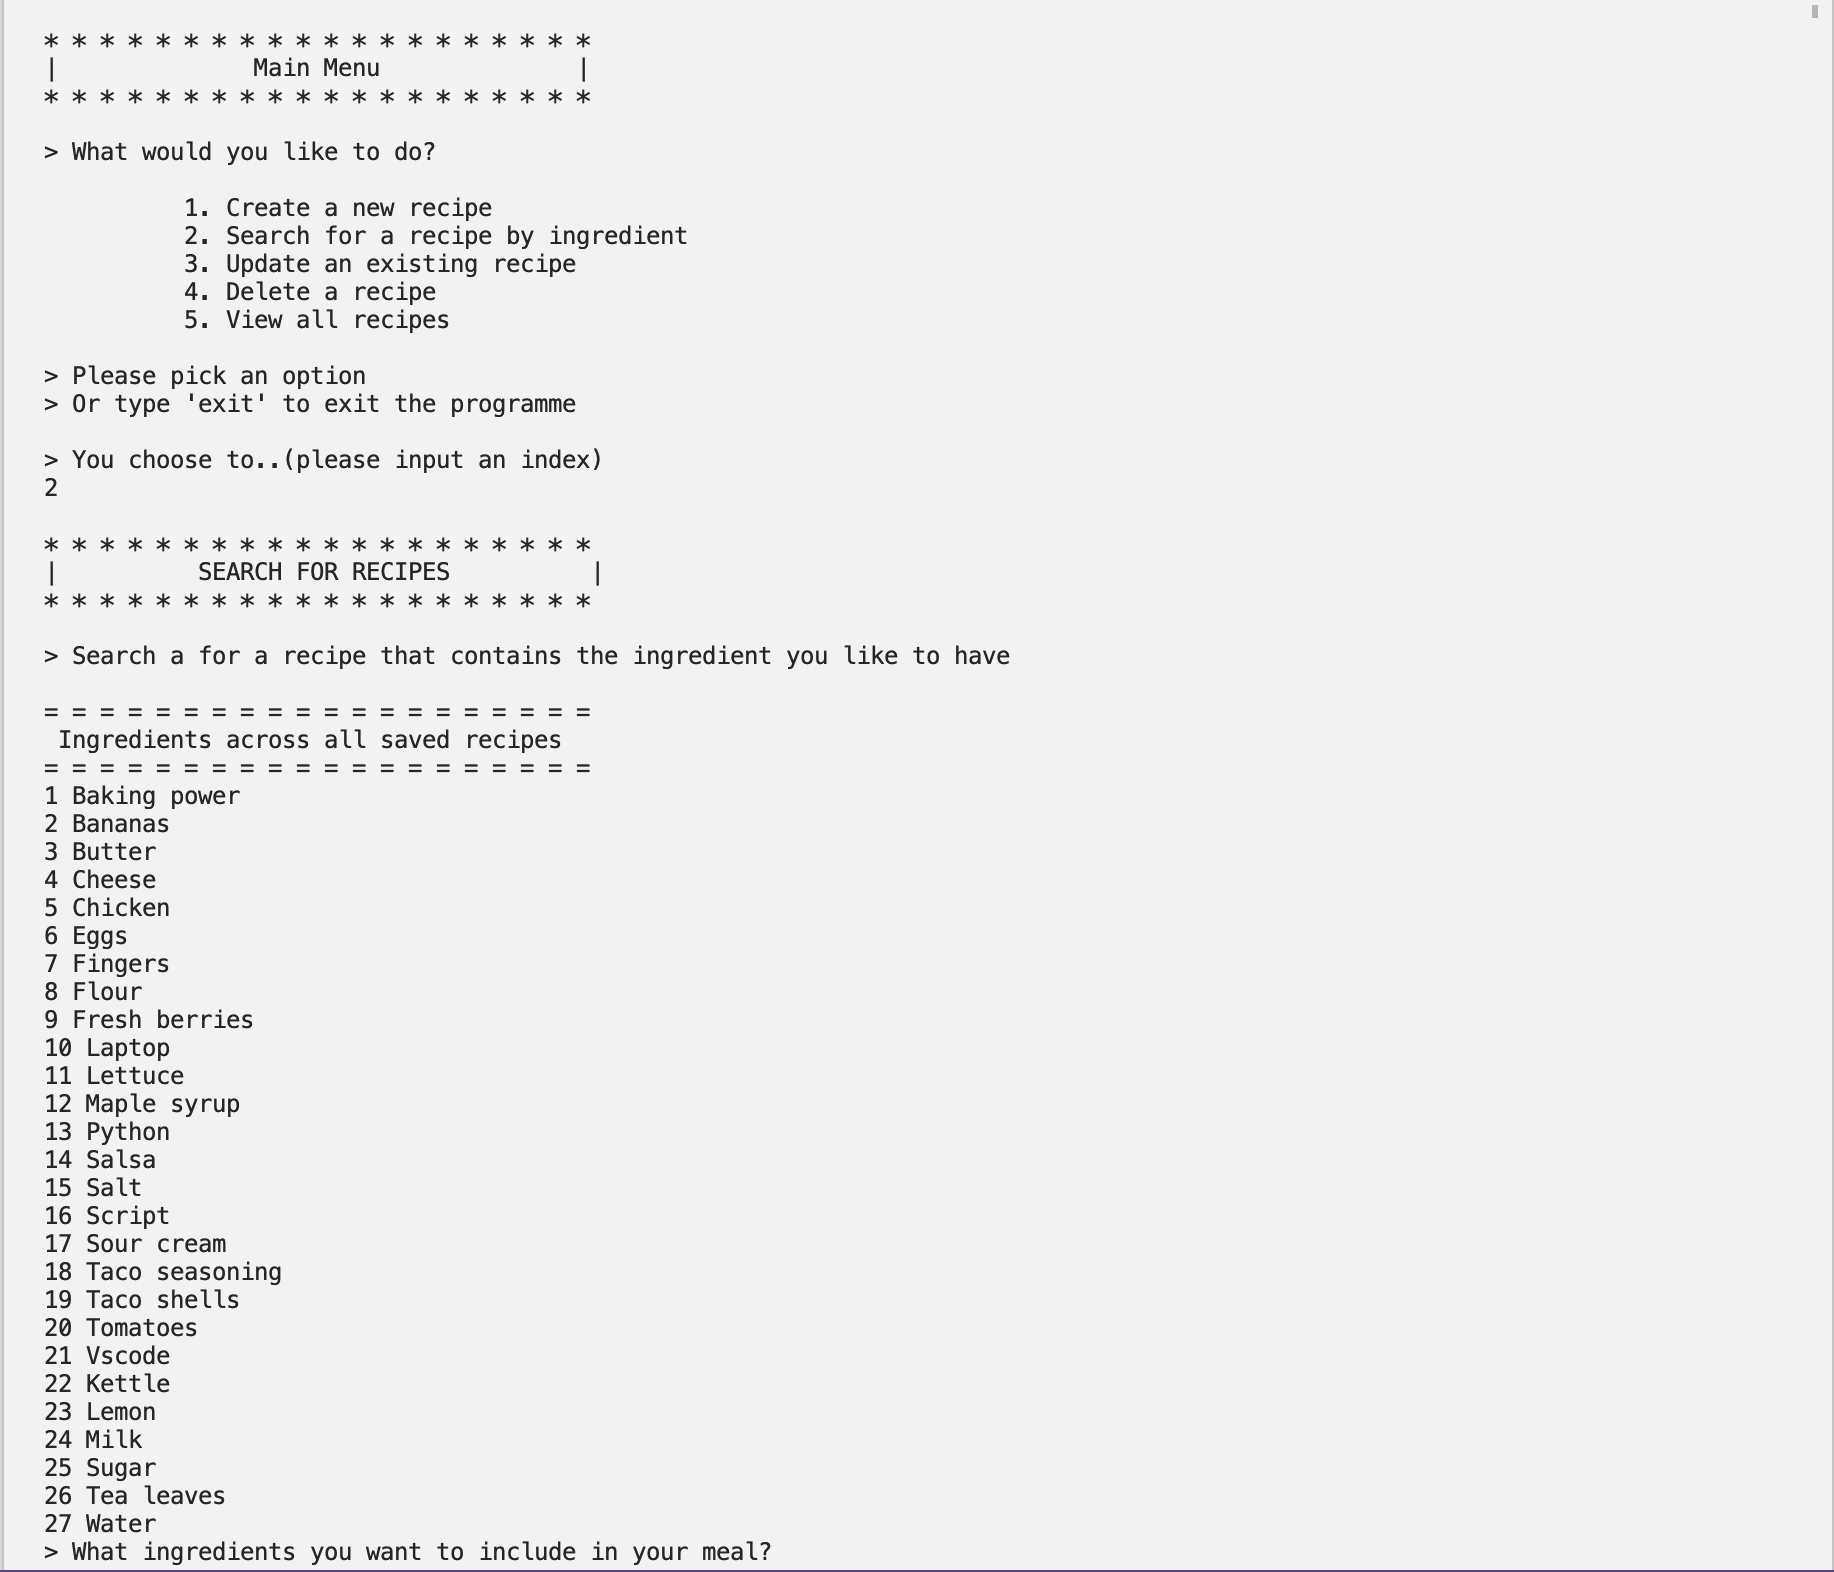 * * * * * * * * * * * * * * * * * * * *
|              Main Menu              |
* * * * * * * * * * * * * * * * * * * *
> What would you like to do?
1. Create a new recipe
2. Search for a recipe by ingredient
3. Update an existing recipe
4. Delete a recipe
5. View all recipes
> Please pick an option
> Or type 'exit' to exit the programme
> You choose to..(please input an index)
2
* * * * * * * * * * * * * * * * * * * *
|          SEARCH FOR RECIPES          |
* * * * * * * * * * * * * * * * * * * *
> Search a for a recipe that contains the ingredient you like to have
= = = = = = = = = = = = = = = = = = = =
Ingredients across all saved recipes
= = = = = = = = = = = = = = = = = = = =
1 Baking power
2 Bananas
3 Butter
4 Cheese
5 Chicken
6 Eggs
7 Fingers
8 Flour
9 Fresh berries
10 Laptop
11 Lettuce
12 Maple syrup
13 Python
14 Salsa
15 Salt
16 Script
17 Sour cream
18 Taco seasoning
19 Taco shells
20 Tomatoes
21 Vscode
22 Kettle
23 Lemon
24 Milk
25 Sugar
26 Tea leaves
27 Water
> What ingredients you want to include in your meal?